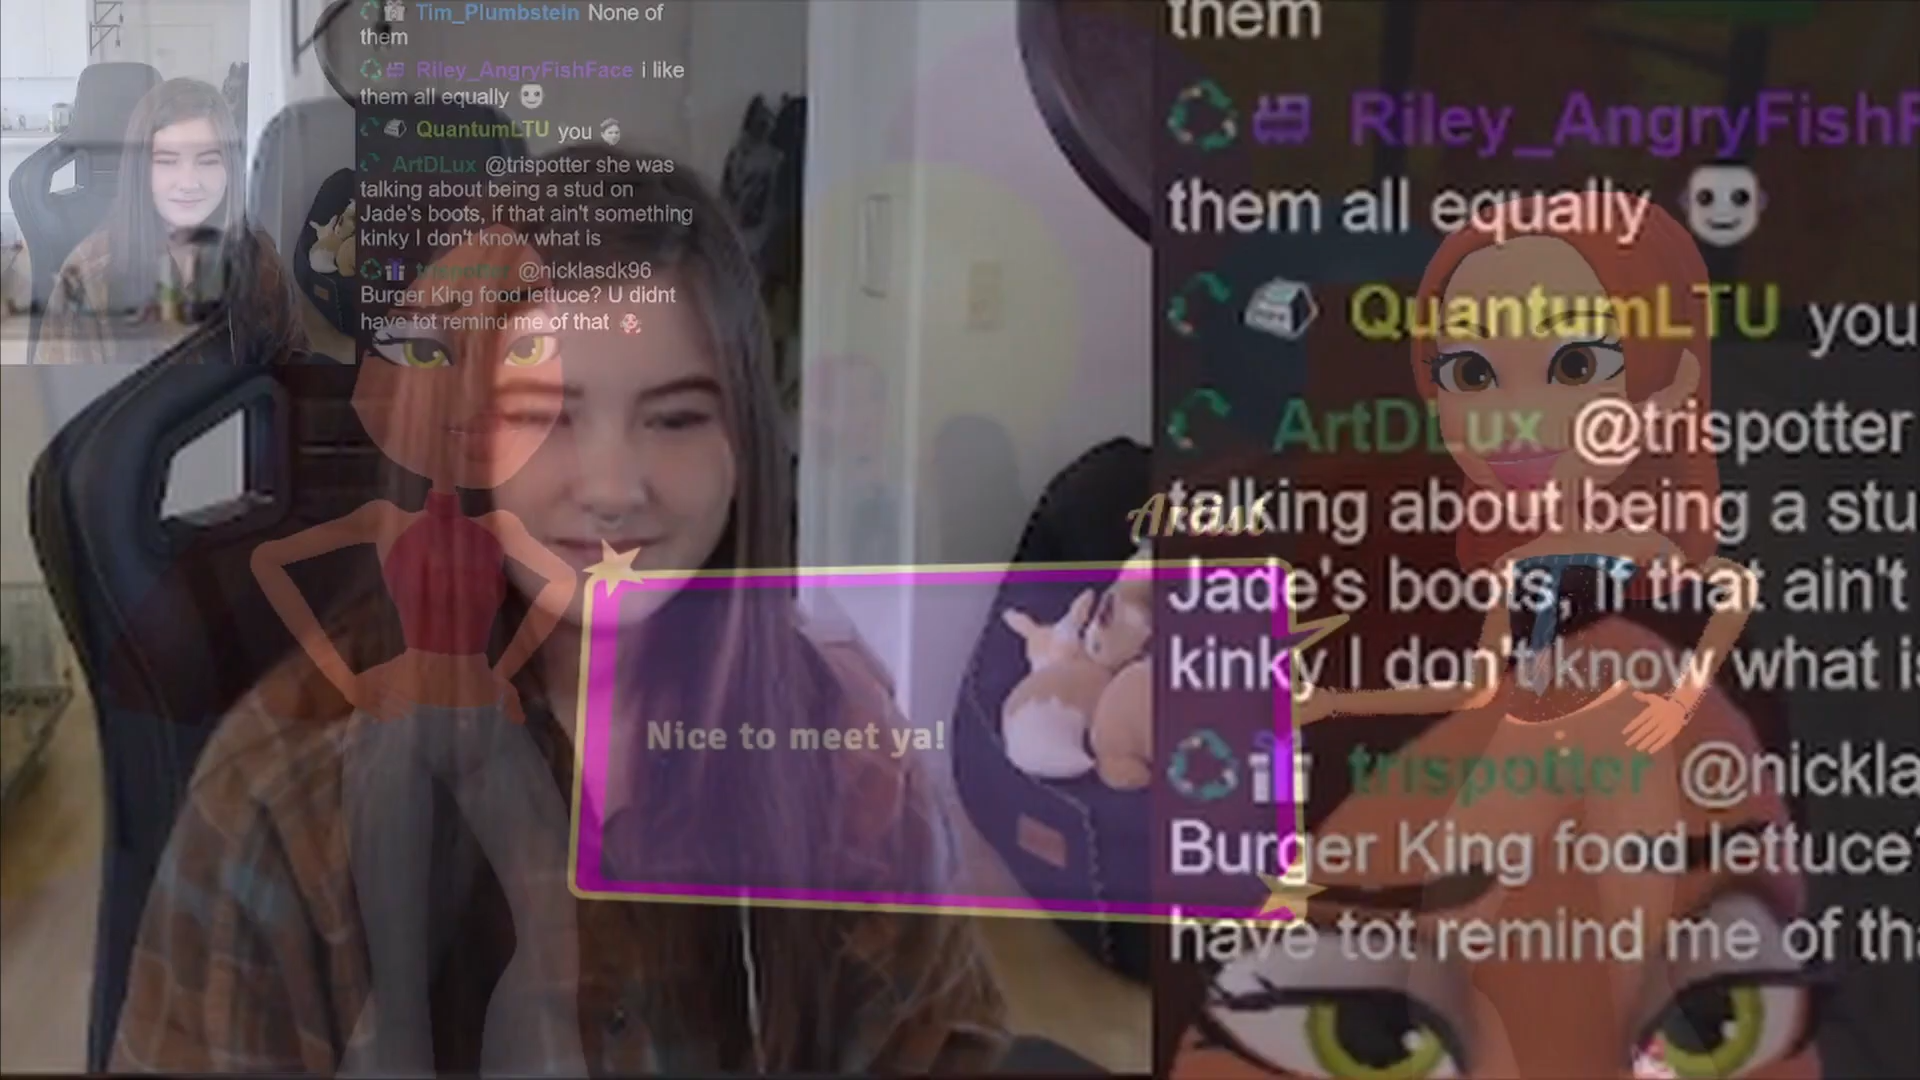 Tim_Plumbstein None of
them
Riley_AngryFishFace i like
them all equally
QuantumLTU you
ArtDLux @trispotter she was
talking about being a stud on
Jade's boots, if that ain't something
kinky I don't know what is
trispotter @nicklasdk96
Burger King food lettuce? U didnt
have tot remind me of that
them
Riley_AngryFishF
them all equally
QuantumLTU you
ArtDLux @trispotter
talking about being a stu
Jade's boots, if that ain't
kinky I don't know what is
trispotter @nickla
Burger King food lettuce?
have tot remind me of tha
Artist
Nice to meet ya!